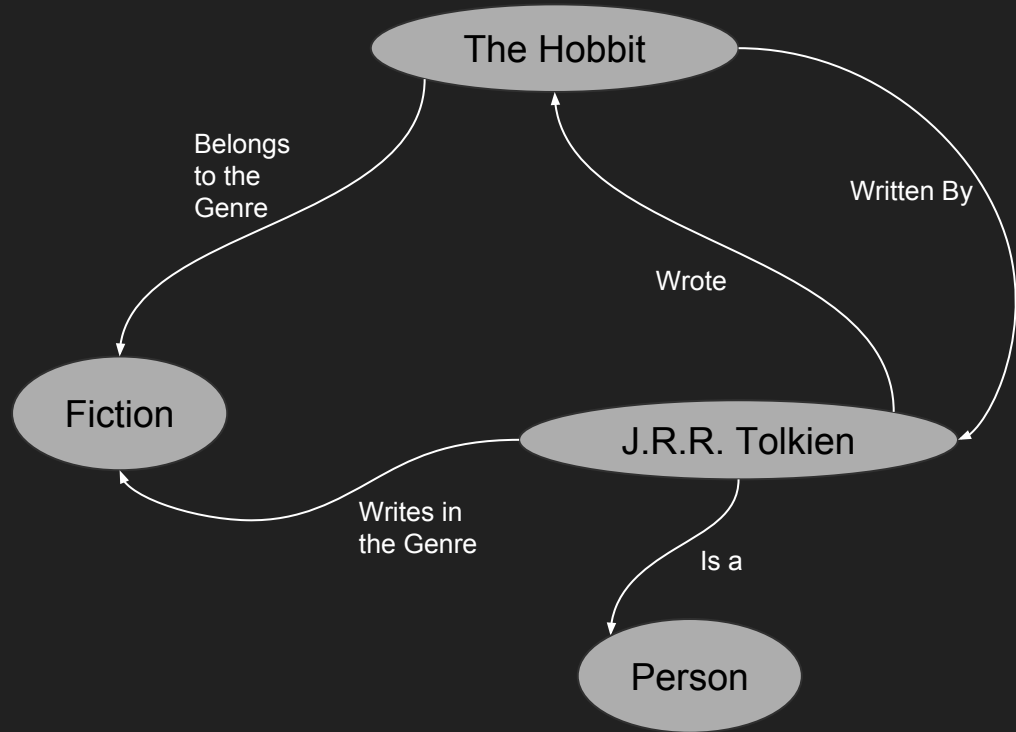 The Hobbit
Belongs
to the
Genre
Written By
Wrote
Fiction
J.R.R. Tolkien
Writes in
the Genre
Is a
Person